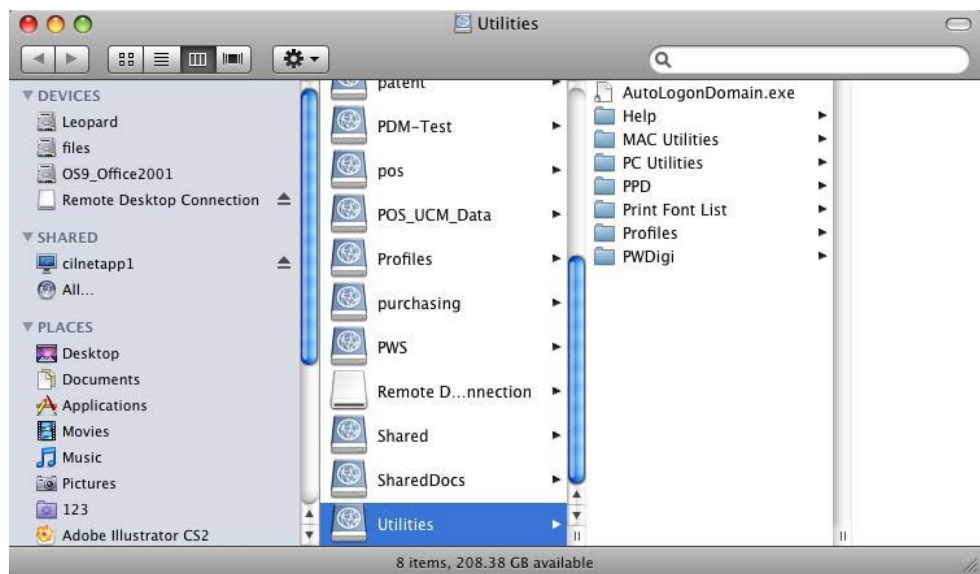 Utilities
DEVICES
Leopard
files
OS9_Office2001
Remote Desktop Connection
SHARED
cilnetapp1
All...
PLACES
Desktop
Documents
Applications
Movies
Music
Pictures
123
Adobe Illustrator CS2
patent
PDM-Test
pos
POS_UCM_Data
Profiles
purchasing
PWS
Remote D...nnection
Shared
SharedDocs
Utilities
AutoLogonDomain.exe
Help
MAC Utilities
PC Utilities
PPD
Print Font List
Profiles
PWDigi
8 items, 208.38 GB available